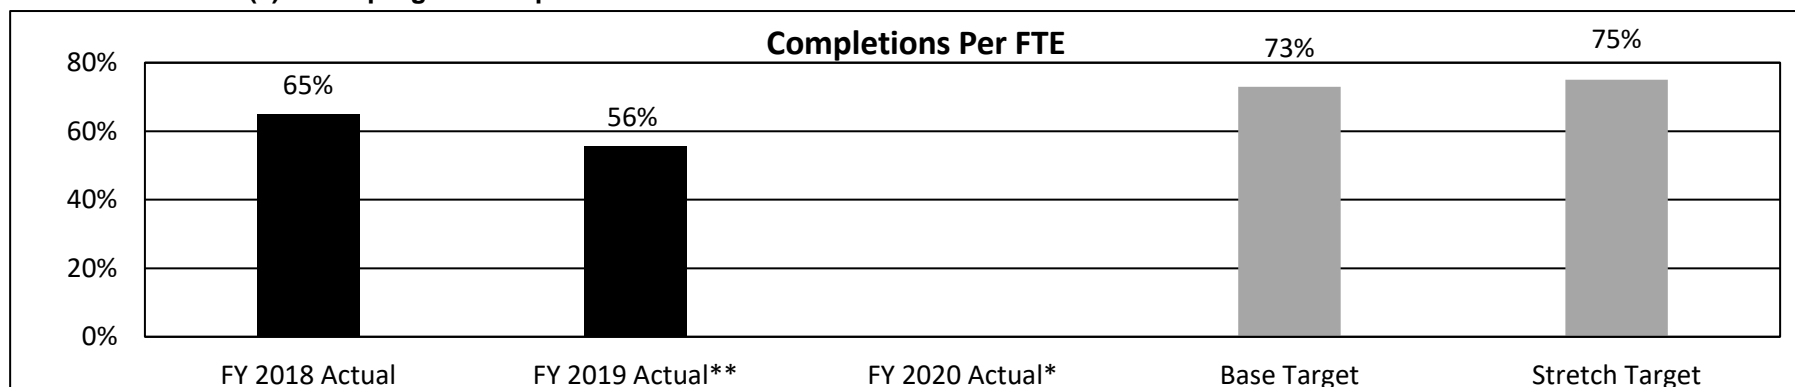 Completions Per FTE
73%
75%
80%
65%
56%
60%
40%
20%
0%
FY 2018 Actual
FY 2019 Actual**
FY 2020 Actual*
Base Target
Stretch Target